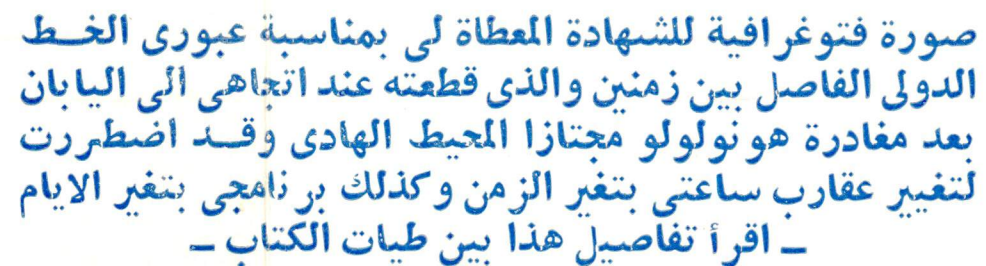 صورة فتوغرافية للشهادة المعطاة لى بمناسبة عبورى الخط
الدولى الفاصل بين زمنين والذى قطعته عند اتجاهى الى اليابان
بعد مغادرة هونولولو مجتازا المحيط الهادى وقد اضطررت
لتغيير عقارب ساعتى بتغير الزمن وكذلك برنامجى بتغير الايام
ــ اقرأ تفاصيل هذا بين طيات الكتاب ــ